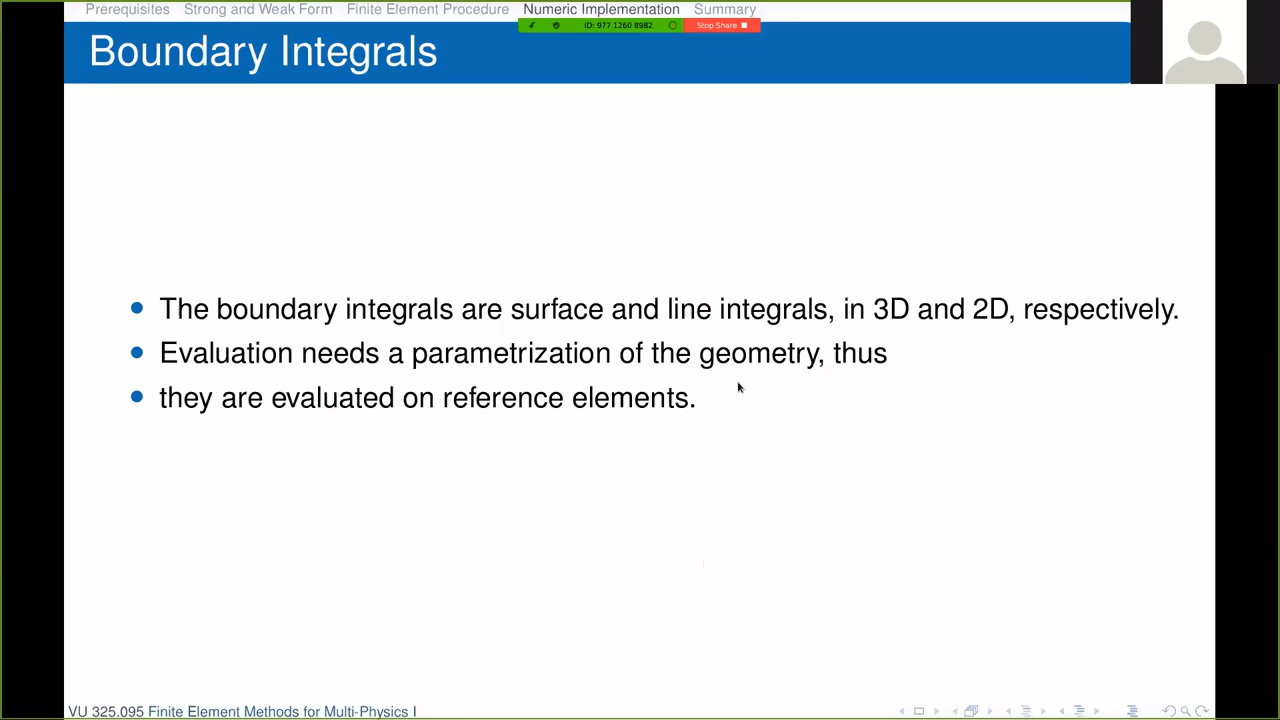 Prerequisites Strong and Weak Form Finite Element Procedure Numeric Implementation Summary
ID: 977 1260 8982 Stop Share
Boundary Integrals
The boundary integrals are surface and line integrals, in 3D and 2D, respectively.
Evaluation needs a parametrization of the geometry, thus
they are evaluated on reference elements.
VU 325.095 Finite Element Methods for Multi-Physics I